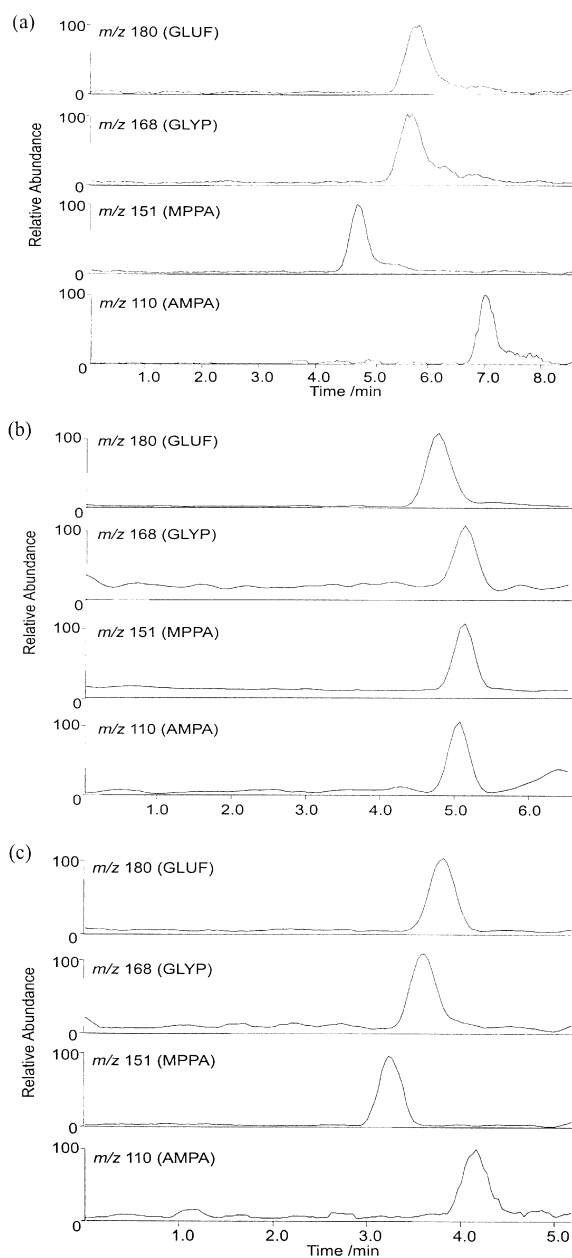 (a)
100
m/z 180 (GLUF)
0
100
m/z 168 (GLYP)
0
100
m/z 151 (MPPA)
0
100
m/z 110 (AMPA)
0
Relative Abundance
1.0 2.0 3.0 4.0 5.0 6.0 7.0 8.0
Time /min
(b)
100
m/z 180 (GLUF)
0
100
m/z 168 (GLYP)
0
100
m/z 151 (MPPA)
0
100
m/z 110 (AMPA)
0
Relative Abundance
1.0 2.0 3.0 4.0 5.0 6.0
(c)
100
m/z 180 (GLUF)
0
100
m/z 168 (GLYP)
0
100
m/z 151 (MPPA)
0
100
m/z 110 (AMPA)
0
Relative Abundance
1.0 2.0 3.0 4.0 5.0
Time /min